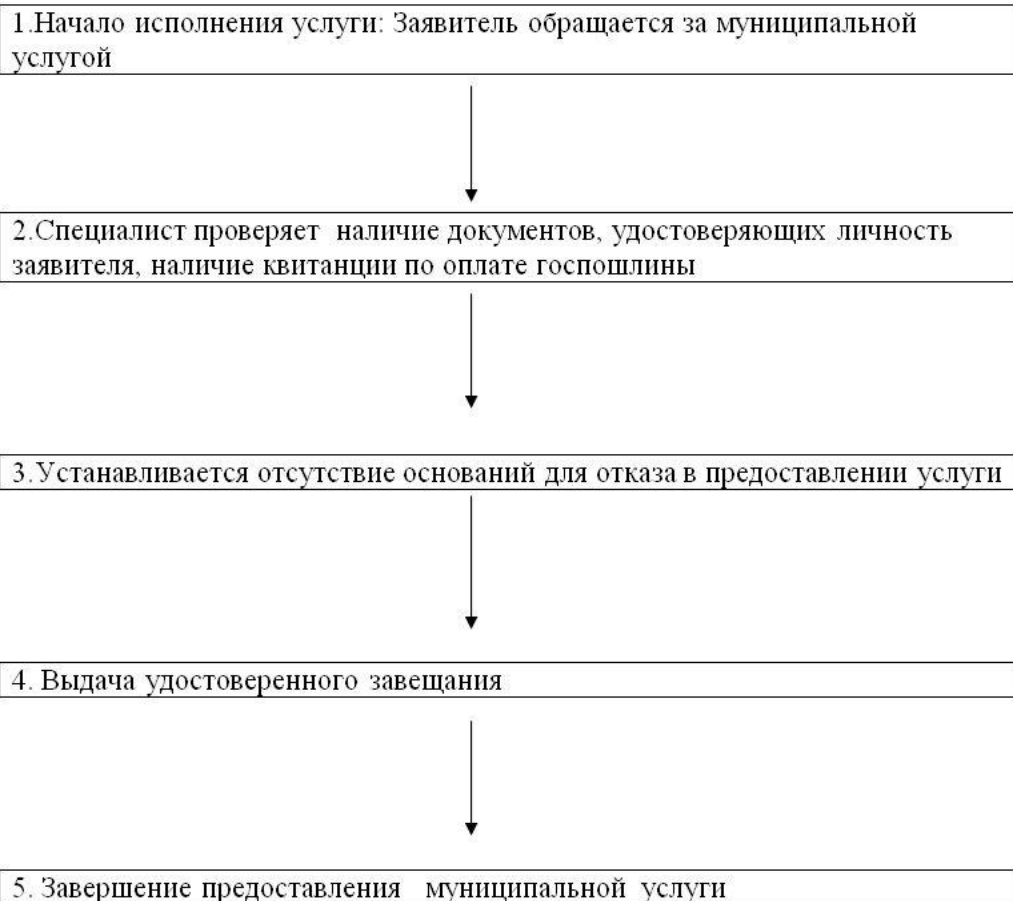 1.Начало исполнения услуги: Заявитель обращается за муниципальной
услугой
2.Специалист проверяет наличие документов, удостоверяющих личность
заявителя, наличие квитанции по оплате госпошлины
3.Устанавливается отсутствие оснований для отказа в предоставлении услуги
4. Выдача удостоверенного завещания
5. Завершение предоставления муниципальной услуги